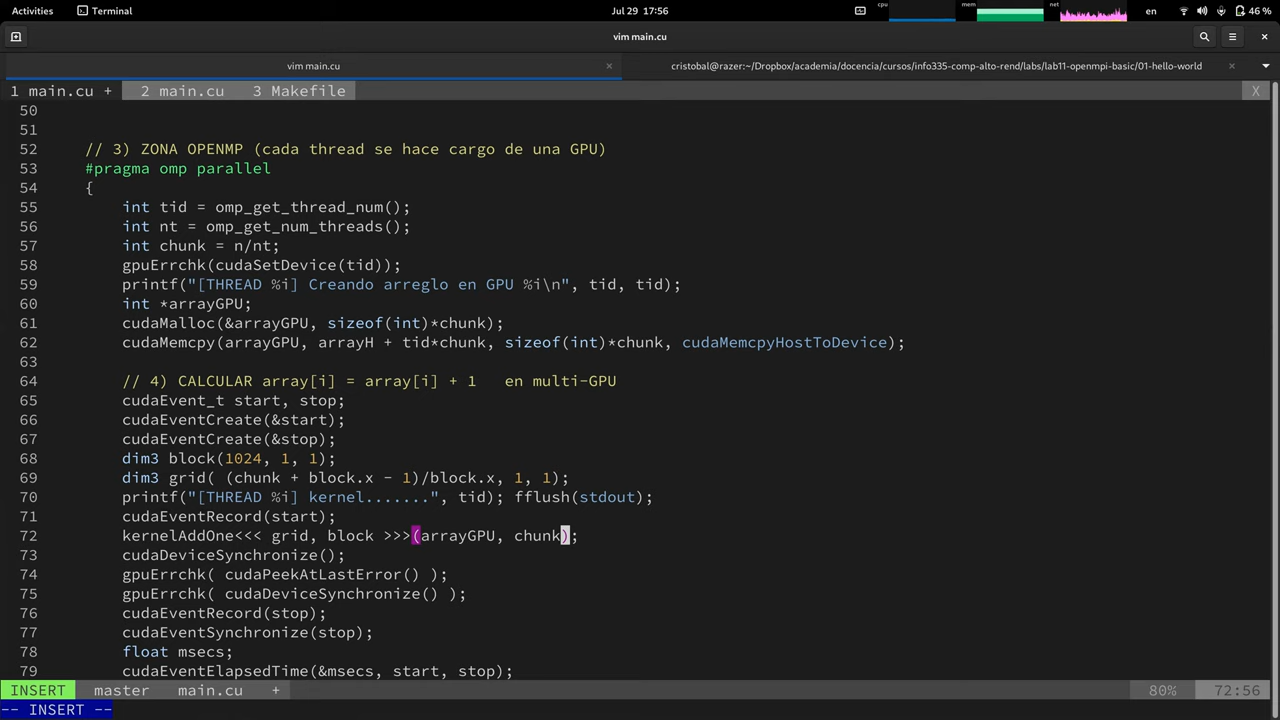 Activities Terminal Jul 29 17:56 cpu mem net en 46 %
vim main.cu
vim main.cu × cristobal@razer:~/Dropbox/academia/docencia/cursos/info335-comp-alto-rend/labs/lab11-openmpi-basic/01-hello-world ×
1 main.cu + 2 main.cu 3 Makefile X
50
51
52 // 3) ZONA OPENMP (cada thread se hace cargo de una GPU)
53 #pragma omp parallel
54 {
55 int tid = omp_get_thread_num();
56 int nt = omp_get_num_threads();
57 int chunk = n/nt;
58 gpuErrchk(cudaSetDevice(tid));
59 printf("[THREAD %i] Creando arreglo en GPU %i\n", tid, tid);
60 int *arrayGPU;
61 cudaMalloc(&arrayGPU, sizeof(int)*chunk);
62 cudaMemcpy(arrayGPU, arrayH + tid*chunk, sizeof(int)*chunk, cudaMemcpyHostToDevice);
63
64 // 4) CALCULAR array[i] = array[i] + 1 en multi-GPU
65 cudaEvent_t start, stop;
66 cudaEventCreate(&start);
67 cudaEventCreate(&stop);
68 dim3 block(1024, 1, 1);
69 dim3 grid( (chunk + block.x - 1)/block.x, 1, 1);
70 printf("[THREAD %i] kernel.......", tid); fflush(stdout);
71 cudaEventRecord(start);
72 kernelAddOne<<< grid, block >>>(arrayGPU, chunk);
73 cudaDeviceSynchronize();
74 gpuErrchk( cudaPeekAtLastError() );
75 gpuErrchk( cudaDeviceSynchronize() );
76 cudaEventRecord(stop);
77 cudaEventSynchronize(stop);
78 float msecs;
79 cudaEventElapsedTime(&msecs, start, stop);
INSERT master main.cu + 80% 72:56
-- INSERT --